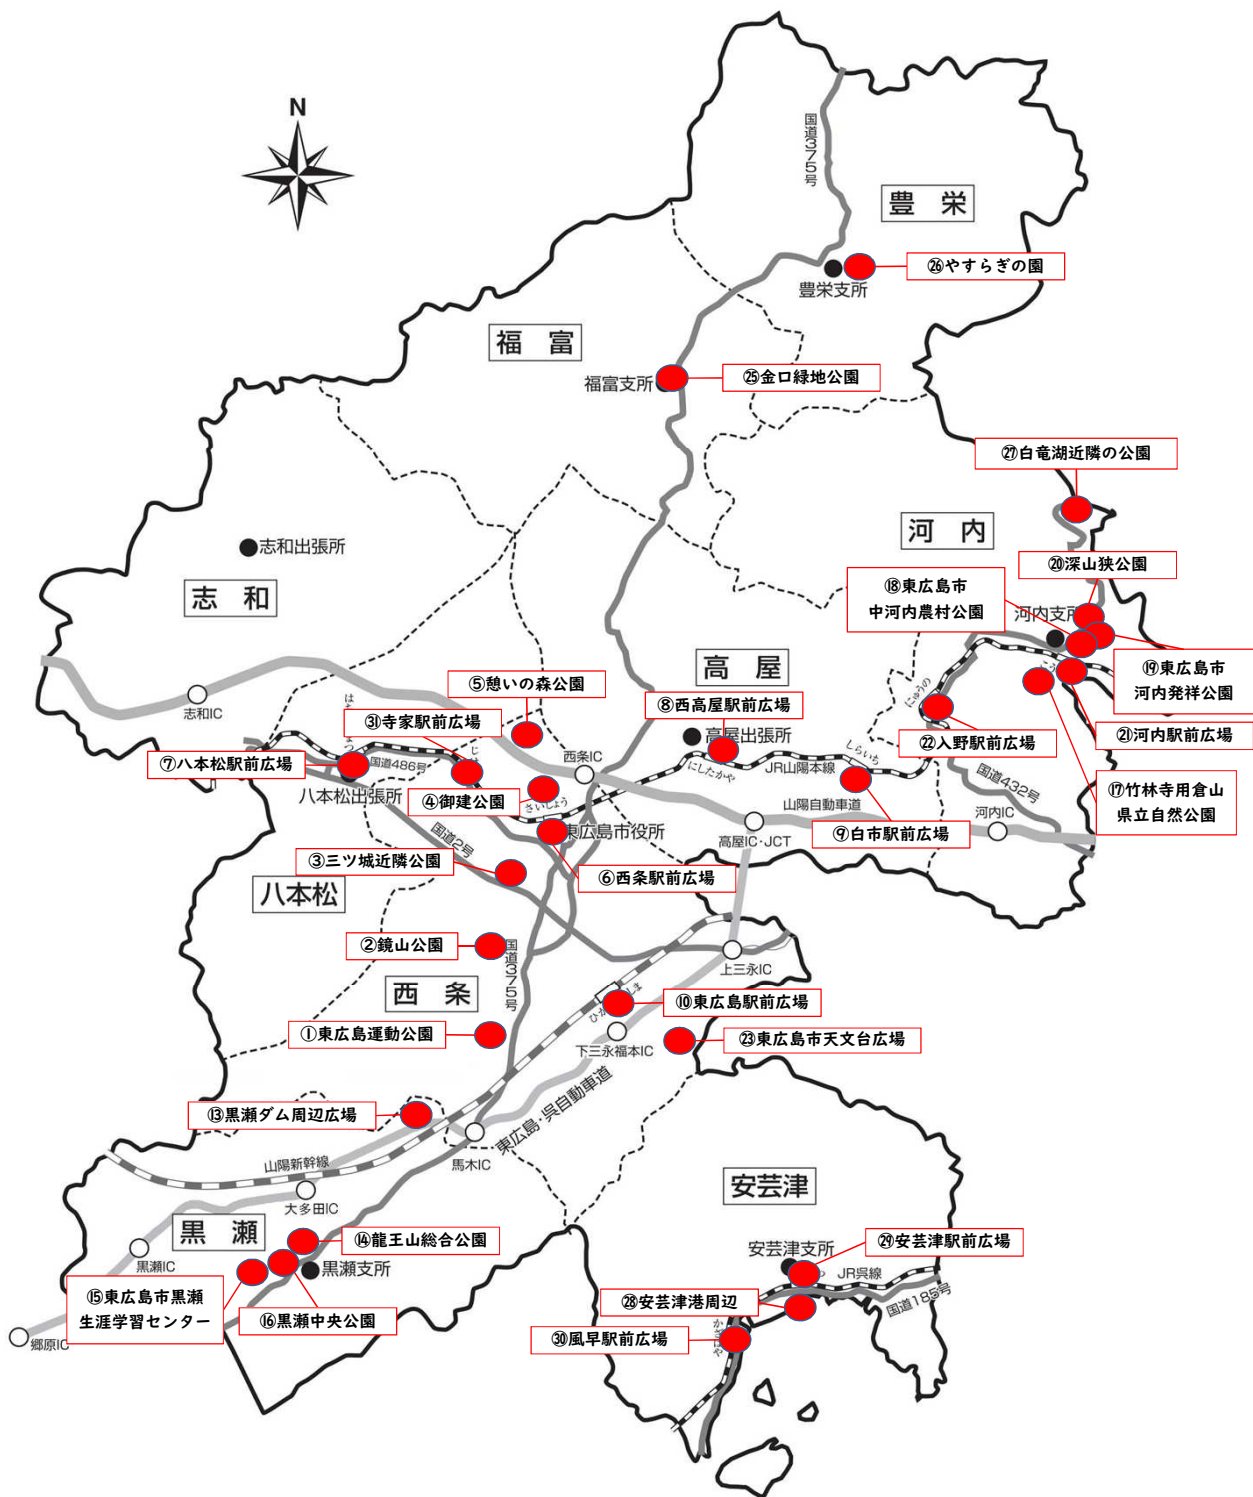 N
国道375号
豊栄
㉖やすらぎの園
豊栄支所
福富
福富支所
㉕金口緑地公園
㉗白竜湖近隣の公園
河内
志和出張所
⑳深山狭公園
⑱東広島市
中河内農村公園
志和
河内支所
高屋
⑲東広島市
河内発祥公園
⑤憩いの森公園
にゅうの
志和IC
⑧西高屋駅前広場
㉛寺家駅前広場
高屋出張所
㉒入野駅前広場
㉑河内駅前広場
しらいち
西条IC
⑦八本松駅前広場
国道486号
にしたかや
JR山陽本線
国道432号
八本松出張所
④御建公園
さいじょう
山陽自動車道
⑰竹林寺用倉山
県立自然公園
国道2号
東広島市役所
高屋IC・JCT
⑨白市駅前広場
河内IC
③三ツ城近隣公園
⑥西条駅前広場
八本松
②鏡山公園
国道375号
上三永IC
西条
⑩東広島駅前広場
①東広島運動公園
下三永福本IC
㉓東広島市天文台広場
東広島・呉自動車道
⑬黒瀬ダム周辺広場
馬木IC
山陽新幹線
安芸津
大多田IC
黒瀬
⑭龍王山総合公園
安芸津支所
㉙安芸津駅前広場
黒瀬IC
黒瀬支所
JR呉線
⑮東広島市黒瀬
生涯学習センター
㉘安芸津港周辺
国道185号
⑯黒瀬中央公園
㉚風早駅前広場
郷原IC